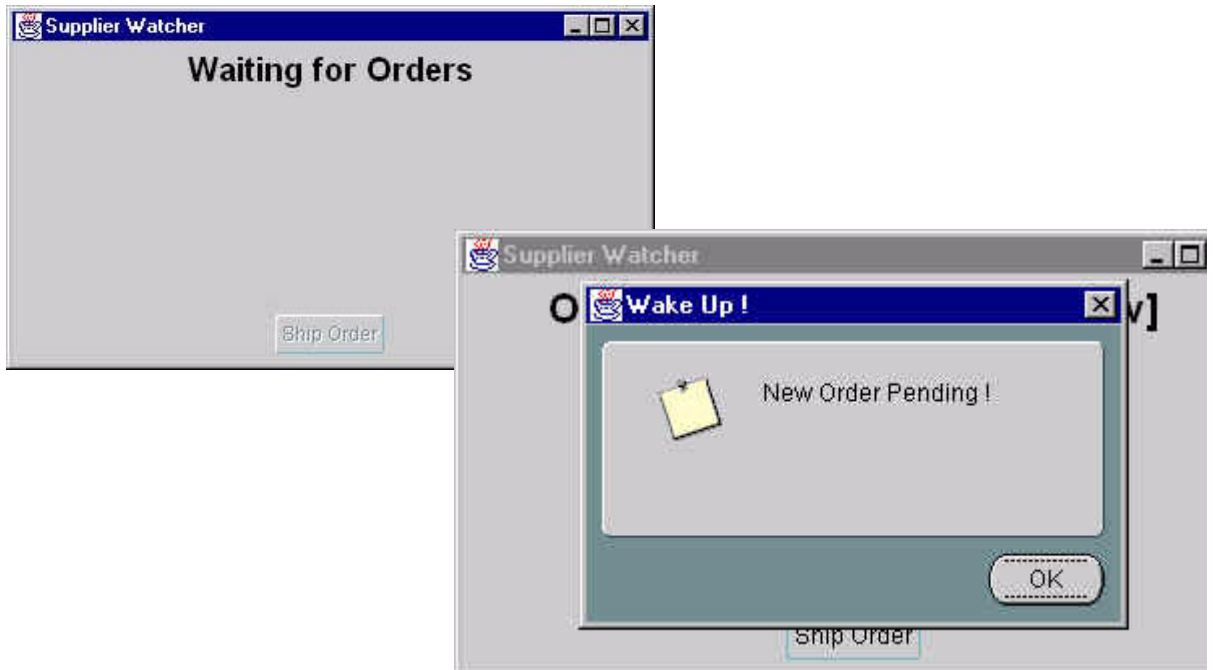 Supplier Watcher
Waiting for Orders
Ship Order
Supplier Watcher
Wake Up !
New Order Pending !
OK
Ship Order